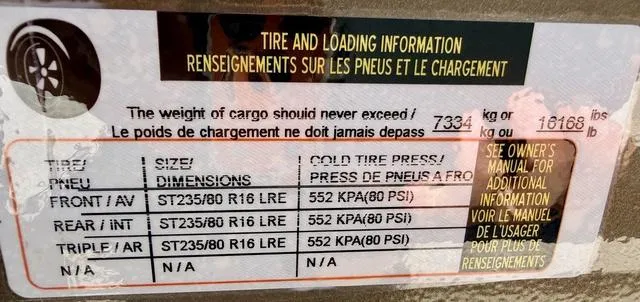 TIRE AND LOADING INFORMATION
RENSEIGNEMENTS SUR LES PNEUS ET LE CHARGEMENT
The weight of cargo should never exceed / 7334 kg or 16168 lbs
Le poids de chargement ne doit jamais depass kg ou lb
TIRE/ SIZE/ COLD TIRE PRESS/
PNEU DIMENSIONS PRESS DE PNEUS A FRO
FRONT / AV ST235/80 R16 LRE 552 KPA(80 PSI)
REAR / INT ST235/80 R16 LRE 552 KPA(80 PSI)
TRIPLE / AR ST235/80 R16 LRE 552 KPA(80 PSI)
N / A N / A N / A
SEE OWNER'S
MANUAL FOR
ADDITIONAL
INFORMATION
VOIR LE MANUEL
DE L'USAGER
POUR PLUS DE
RENSEIGNEMENTS